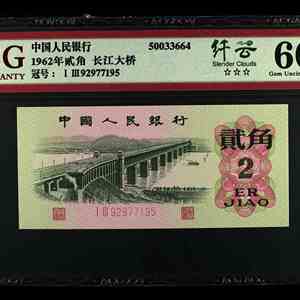 G
RANTY
中国人民银行
1962年贰角 长江大桥
冠号: I III 92977195
50033664
纤云
Slender Clouds
☆☆☆
66
Gem Uncir
中国人民银行
貳角
2
ER
JIAO
I III 92977195